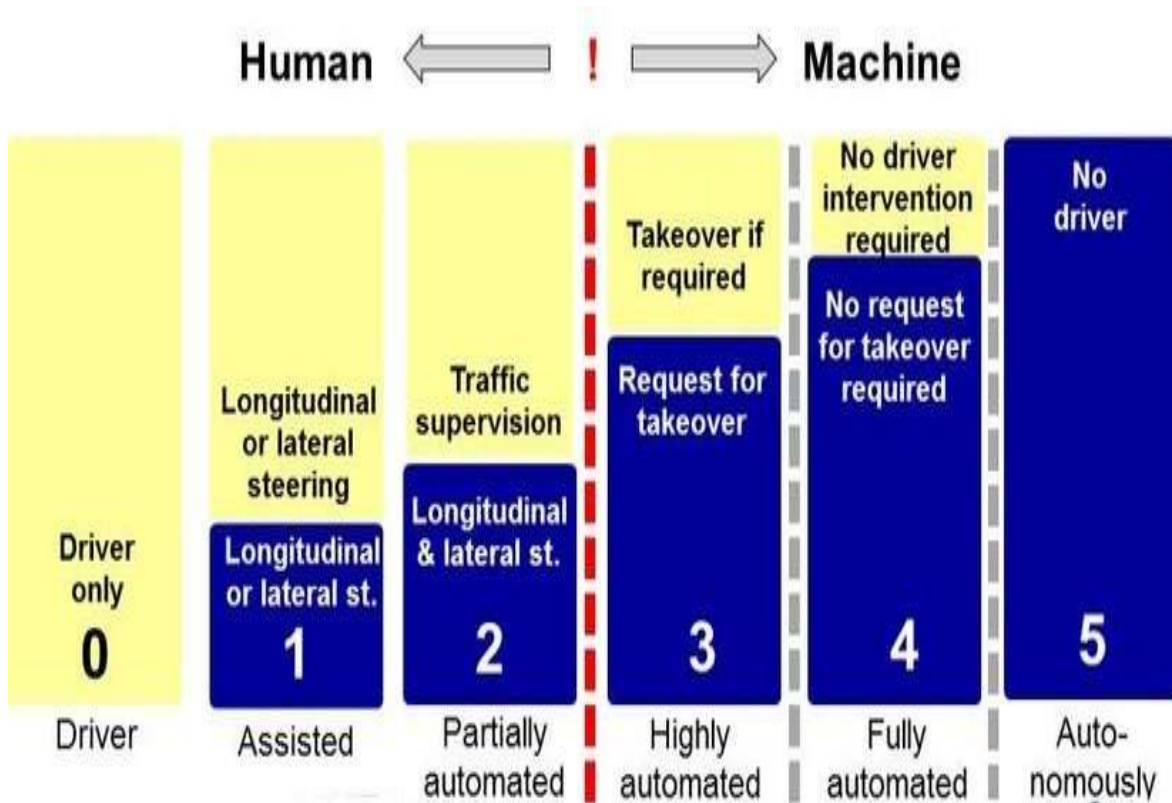 Human ! Machine
Driver
only
0
Driver
Longitudinal
or lateral
steering
Longitudinal
or lateral st.
1
Assisted
Traffic
supervision
Longitudinal
& lateral st.
2
Partially
automated
Takeover if
required
Request for
takeover
3
Highly
automated
No driver
intervention
required
No request
for takeover
required
4
Fully
automated
No
driver
5
Auto-
nomously